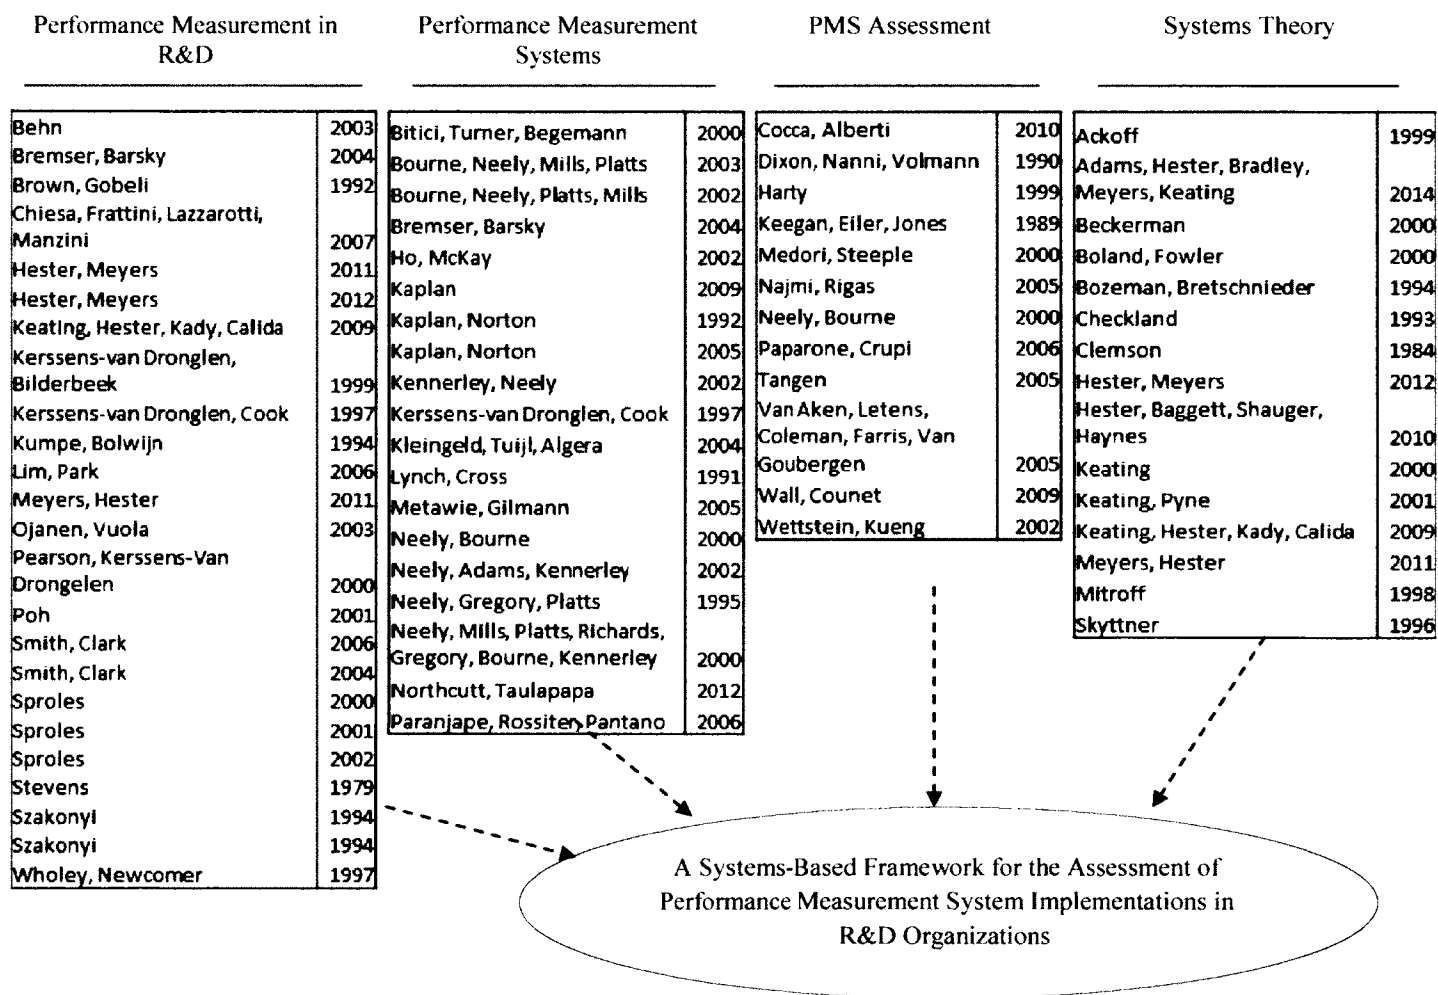 Performance Measurement in
R&D
Behn 2003
Bremser, Barsky 2004
Brown, Gobeli 1992
Chiesa, Frattini, Lazzarotti,
Manzini 2007
Hester, Meyers 2011
Hester, Meyers 2012
Keating, Hester, Kady, Calida 2009
Kerssens-van Dronglen,
Bilderbeek 1999
Kerssens-van Dronglen, Cook 1997
Kumpe, Bolwijn 1994
Lim, Park 2006
Meyers, Hester 2011
Ojanen, Vuola 2003
Pearson, Kerssens-Van
Drongelen 2000
Poh 2001
Smith, Clark 2006
Smith, Clark 2004
Sproles 2000
Sproles 2001
Sproles 2002
Stevens 1979
Szakonyi 1994
Szakonyi 1994
Wholey, Newcomer 1997
Performance Measurement
Systems
Bitici, Turner, Begemann 2000
Bourne, Neely, Mills, Platts 2003
Bourne, Neely, Platts, Mills 2002
Bremser, Barsky 2004
Ho, McKay 2002
Kaplan 2009
Kaplan, Norton 1992
Kaplan, Norton 2005
Kennerley, Neely 2002
Kerssens-van Dronglen, Cook 1997
Kleingeld, Tuijl, Algera 2004
Lynch, Cross 1991
Metawie, Gilmann 2005
Neely, Bourne 2000
Neely, Adams, Kennerley 2002
Neely, Gregory, Platts 1995
Neely, Mills, Platts, Richards,
Gregory, Bourne, Kennerley 2000
Northcutt, Taulapapa 2012
Paranjape, Rossiter, Pantano 2006
PMS Assessment
Cocca, Alberti 2010
Dixon, Nanni, Volmann 1990
Harty 1999
Keegan, Eiler, Jones 1989
Medori, Steeple 2000
Najmi, Rigas 2005
Neely, Bourne 2000
Paparone, Crupi 2006
Tangen 2005
Van Aken, Letens,
Coleman, Farris, Van
Goubergen 2005
Wall, Counet 2009
Wettstein, Kueng 2002
Systems Theory
Ackoff 1999
Adams, Hester, Bradley,
Meyers, Keating 2014
Beckerman 2000
Boland, Fowler 2000
Bozeman, Bretschnieder 1994
Checkland 1993
Clemson 1984
Hester, Meyers 2012
Hester, Baggett, Shauger,
Haynes 2010
Keating 2000
Keating, Pyne 2001
Keating, Hester, Kady, Calida 2009
Meyers, Hester 2011
Mitroff 1998
Skyttner 1996
A Systems-Based Framework for the Assessment of
Performance Measurement System Implementations in
R&D Organizations